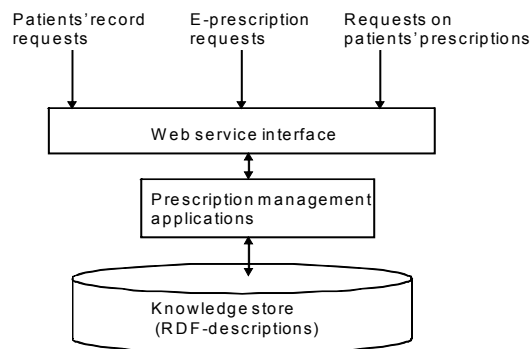 Patients' record
requests
E-prescription
requests
Requests on
patients' prescriptions
Web service interface
Prescription management
applications
Knowledge store
(RDF-descriptions)